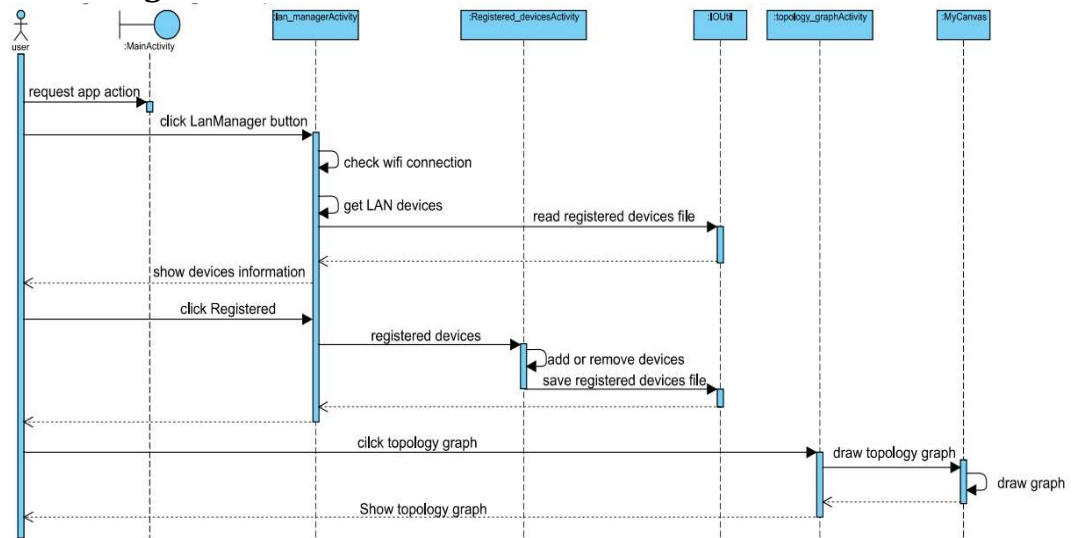 :lan_managerActivity
:Registered_devicesActivity
:IOUtil
:topology_graphActivity
:MyCanvas
user
:MainActivity
request app action
click LanManager button
check wifi connection
get LAN devices
read registered devices file
show devices information
click Registered
registered devices
add or remove devices
save registered devices file
cilck topology graph
draw topology graph
draw graph
Show topology graph